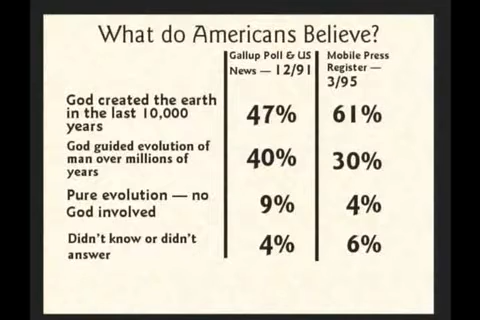 What do Americans Believe?
Gallup Poll & US
News — 12/91
Mobile Press
Register —
3/95
God created the earth
in the last 10,000
years
47%
61%
God guided evolution of
man over millions of
years
40%
30%
Pure evolution — no
God involved
9%
4%
Didn't know or didn't
answer
4%
6%